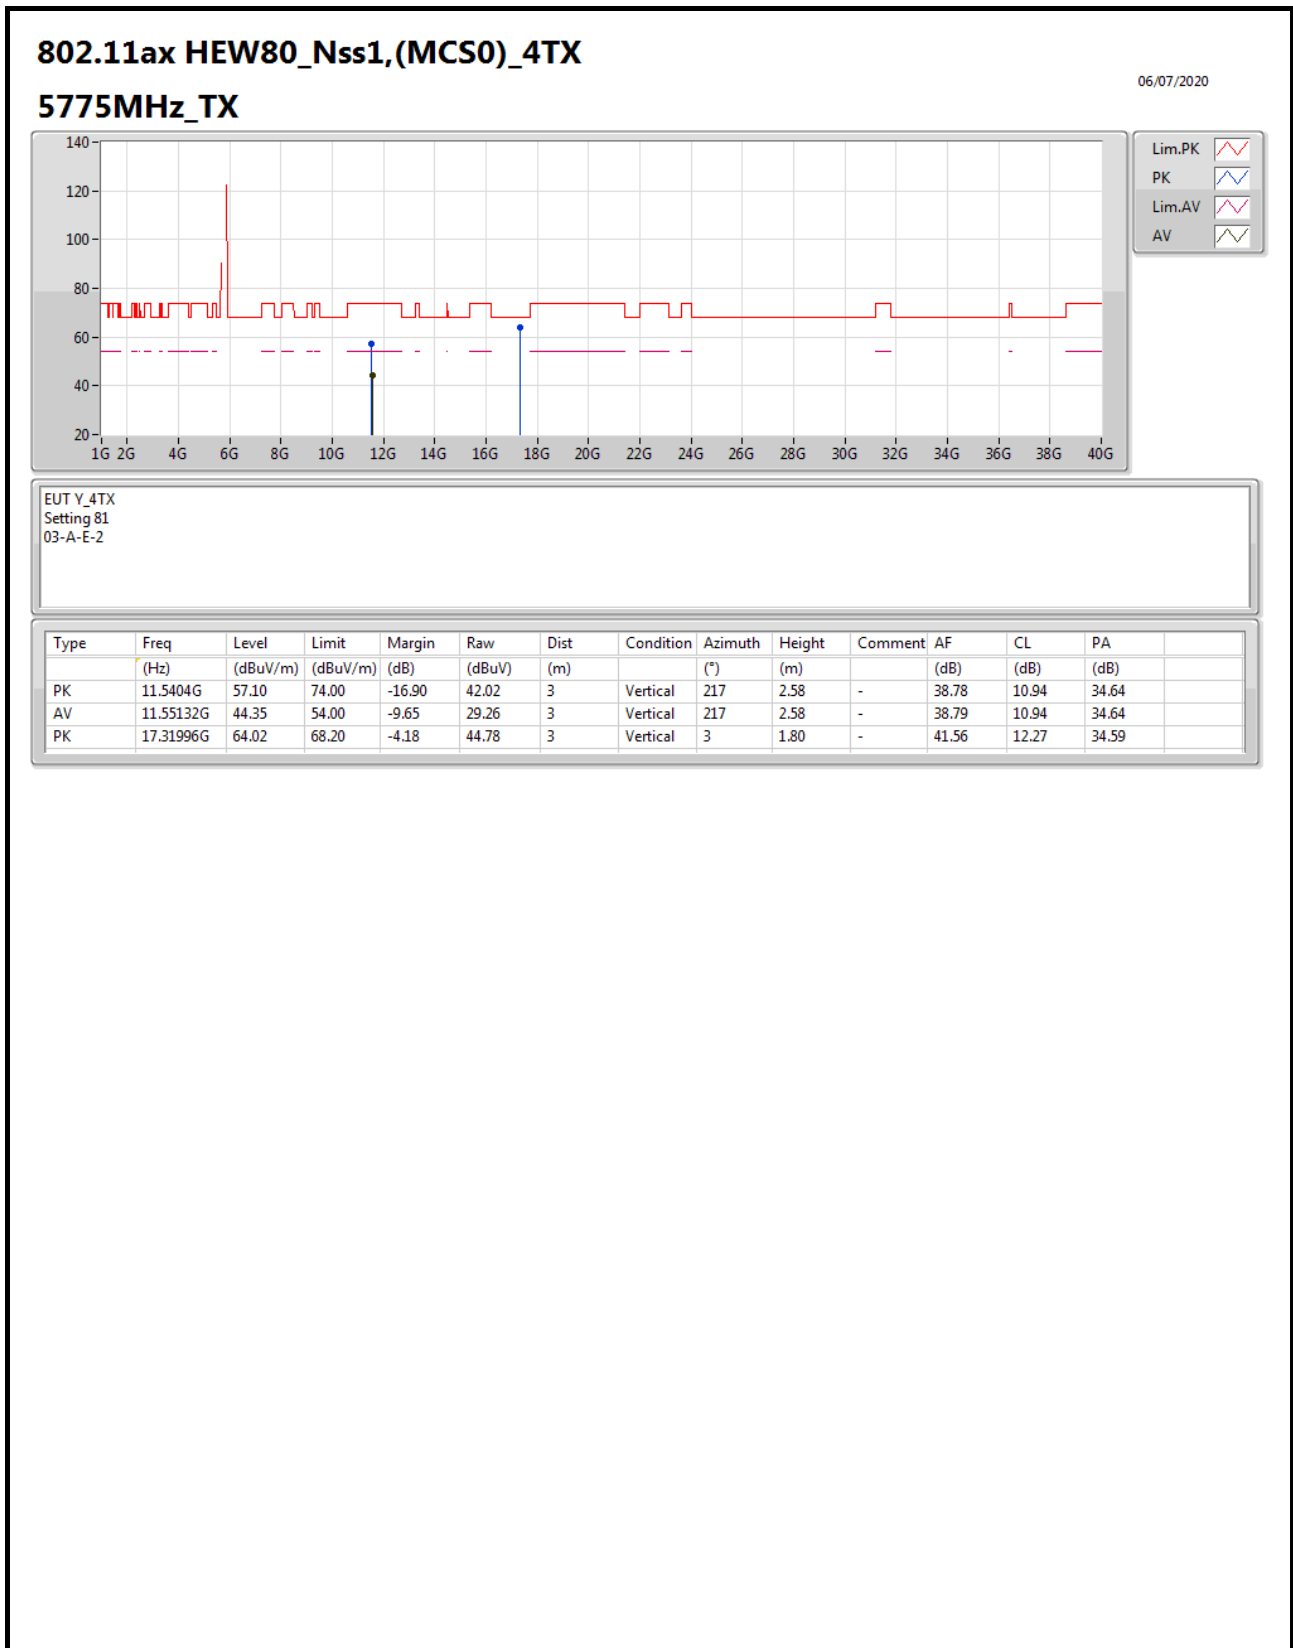 802.11ax HEW80_Nss1,(MCS0)_4TX
06/07/2020
5775MHz_TX
140
120
100
80
60
40
20
1G 2G 4G 6G 8G 10G 12G 14G 16G 18G 20G 22G 24G 26G 28G 30G 32G 34G 36G 38G 40G
Lim.PK
PK
Lim.AV
AV
EUT Y_4TX
Setting 81
03-A-E-2
Type Freq Level Limit Margin Raw Dist Condition Azimuth Height Comment AF CL PA
(Hz) (dBuV/m) (dBuV/m) (dB) (dBuV) (m) (°) (m) (dB) (dB) (dB)
PK 11.5404G 57.10 74.00 -16.90 42.02 3 Vertical 217 2.58 - 38.78 10.94 34.64
AV 11.55132G 44.35 54.00 -9.65 29.26 3 Vertical 217 2.58 - 38.79 10.94 34.64
PK 17.31996G 64.02 68.20 -4.18 44.78 3 Vertical 3 1.80 - 41.56 12.27 34.59